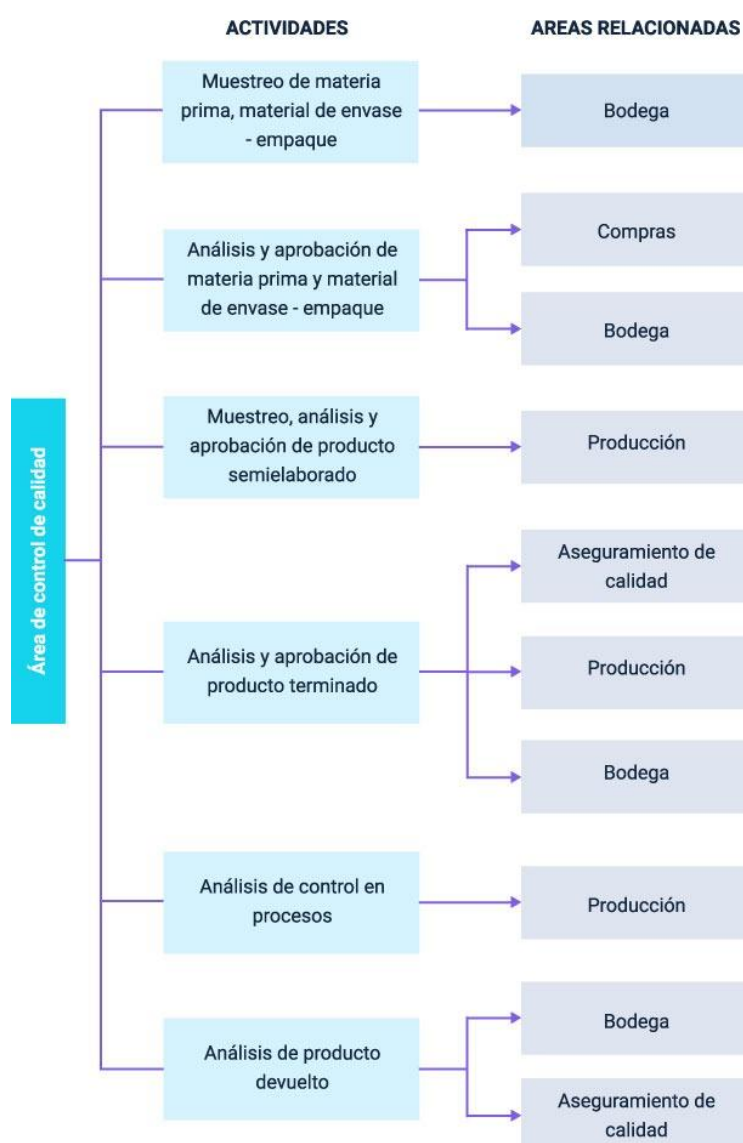 ACTIVIDADES
AREAS RELACIONADAS
Área de control de calidad
Muestreo de materia
prima, material de envase
- empaque
Bodega
Análisis y aprobación de
materia prima y material
de envase - empaque
Compras
Bodega
Muestreo, análisis y
aprobación de producto
semielaborado
Producción
Análisis y aprobación de
producto terminado
Aseguramiento de
calidad
Producción
Bodega
Análisis de control en
procesos
Producción
Análisis de producto
devuelto
Bodega
Aseguramiento de
calidad